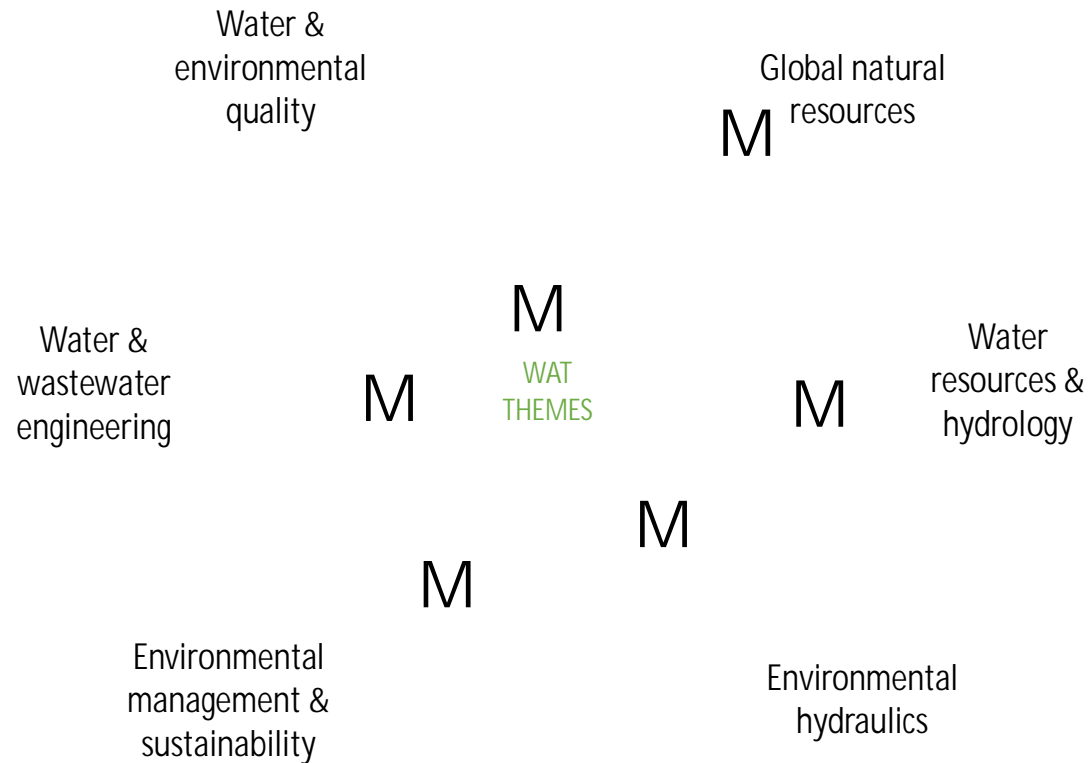 Water &
environmental
quality
Global natural
resources
M
M
Water &
wastewater
engineering
M
WAT
THEMES
M
Water
resources &
hydrology
M
M
Environmental
management &
sustainability
Environmental
hydraulics